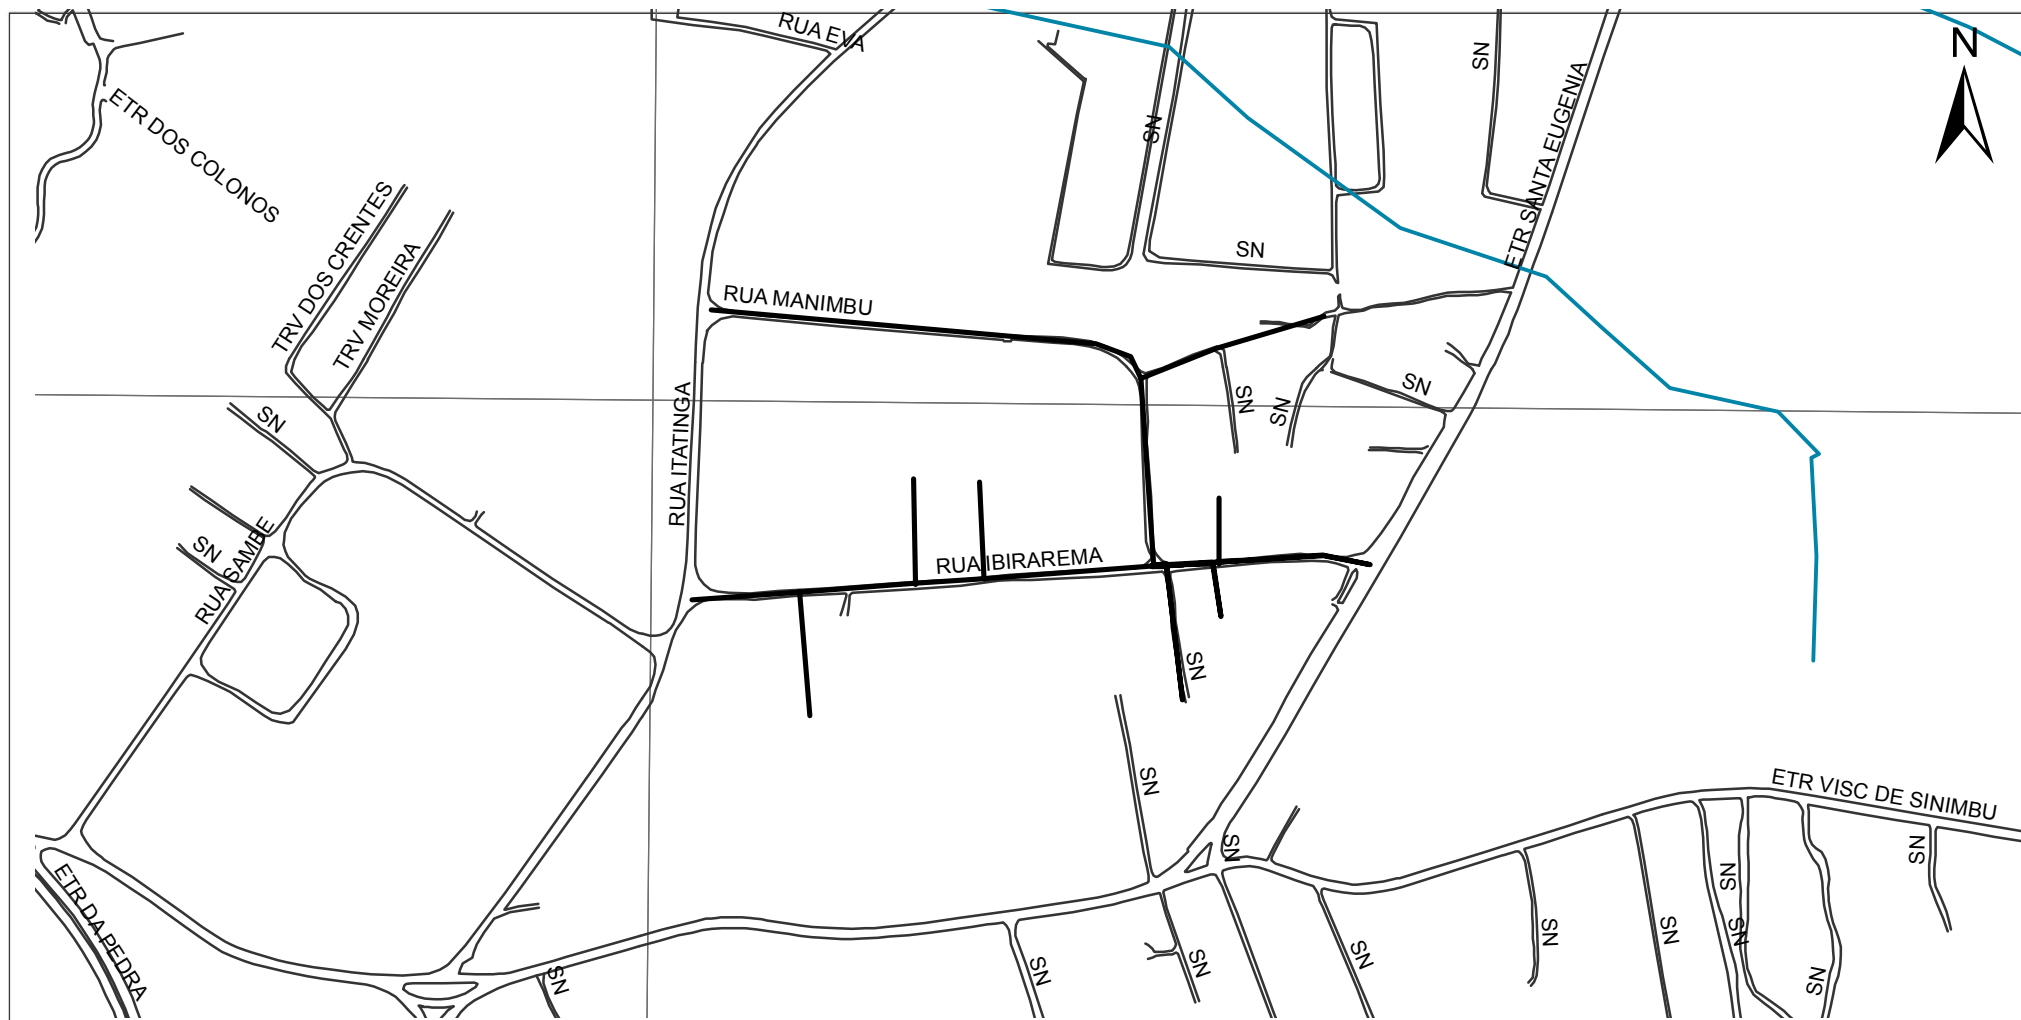 RUA EVA
N
SN
ETR DOS COLONOS
SN
ETR SANTA EUGENIA
TRV DOS CRENTES
TRV MOREIRA
SN
RUA MANIMBU
SN
SN
SN
SN
RUA ITATINGA
SN
RUA SAMBE
RUA IBIRAREMA
SN
SN
ETR VISC DE SINIMBU
SN
SN
ETR DA PEDRA
SN
SN
SN
SN
SN
SN
SN
SN
SN
SN